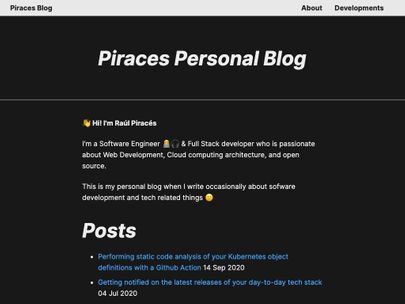 Piraces Blog About Developments
Piraces Personal Blog
👋 Hi! I'm Raúl Piracés
I'm a Software Engineer 👨‍💻🎧 & Full Stack developer who is passionate
about Web Development, Cloud computing architecture, and open
source.
This is my personal blog when I write occasionally about sofware
development and tech related things 😄
Posts
• Performing static code analysis of your Kubernetes object
definitions with a Github Action 14 Sep 2020
• Getting notified on the latest releases of your day-to-day tech stack
04 Jul 2020